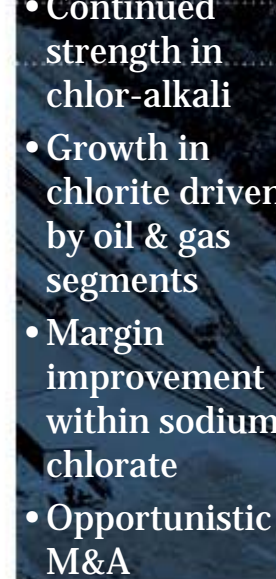 • Continued
strength in
chlor-alkali
• Growth in
chlorite driven
by oil & gas
segments
• Margin
improvement
within sodium
chlorate
• Opportunistic
M&A